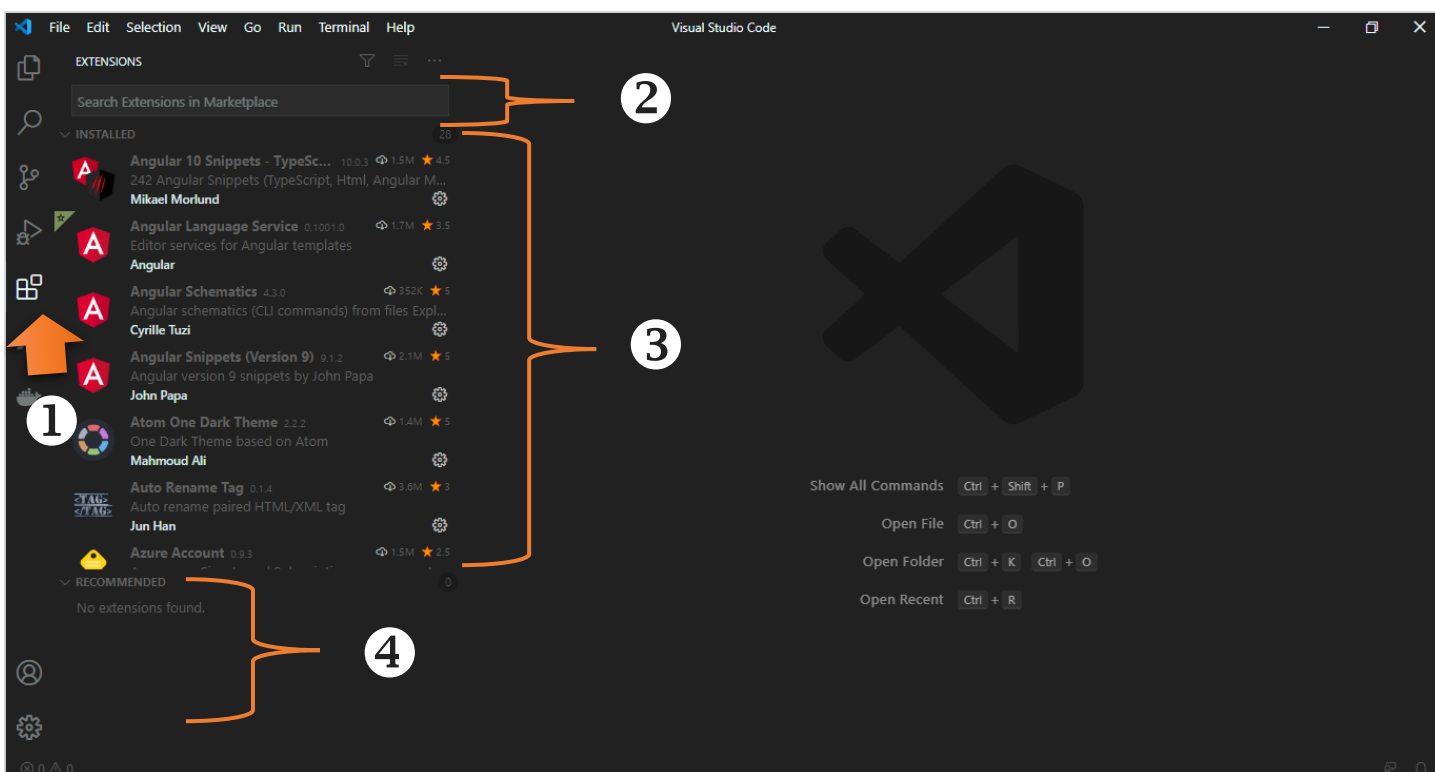 File Edit Selection View Go Run Terminal Help
Visual Studio Code
EXTENSIONS
Search Extensions in Marketplace
2
INSTALLED 28
Angular 10 Snippets - TypeSc... 10.0.3 1.5M 4.5
242 Angular Snippets (TypeScript, Html, Angular M...
Mikael Morlund
Angular Language Service 0.1001.0 1.7M 3.5
Editor services for Angular templates
Angular
Angular Schematics 4.3.0 352K 5
Angular schematics (CLI commands) from files Expl...
Cyrille Tuzi
3
Angular Snippets (Version 9) 9.1.2 2.1M 5
Angular version 9 snippets by John Papa
John Papa
1
Atom One Dark Theme 2.2.2 1.4M 5
One Dark Theme based on Atom
Mahmoud Ali
<TAG>
</TAG>
Auto Rename Tag 0.1.4 3.6M 3
Auto rename paired HTML/XML tag
Jun Han
Azure Account 0.9.3 1.5M 2.5
RECOMMENDED 0
No extensions found.
4
Show All Commands Ctrl + Shift + P
Open File Ctrl + O
Open Folder Ctrl + K Ctrl + O
Open Recent Ctrl + R
0 0